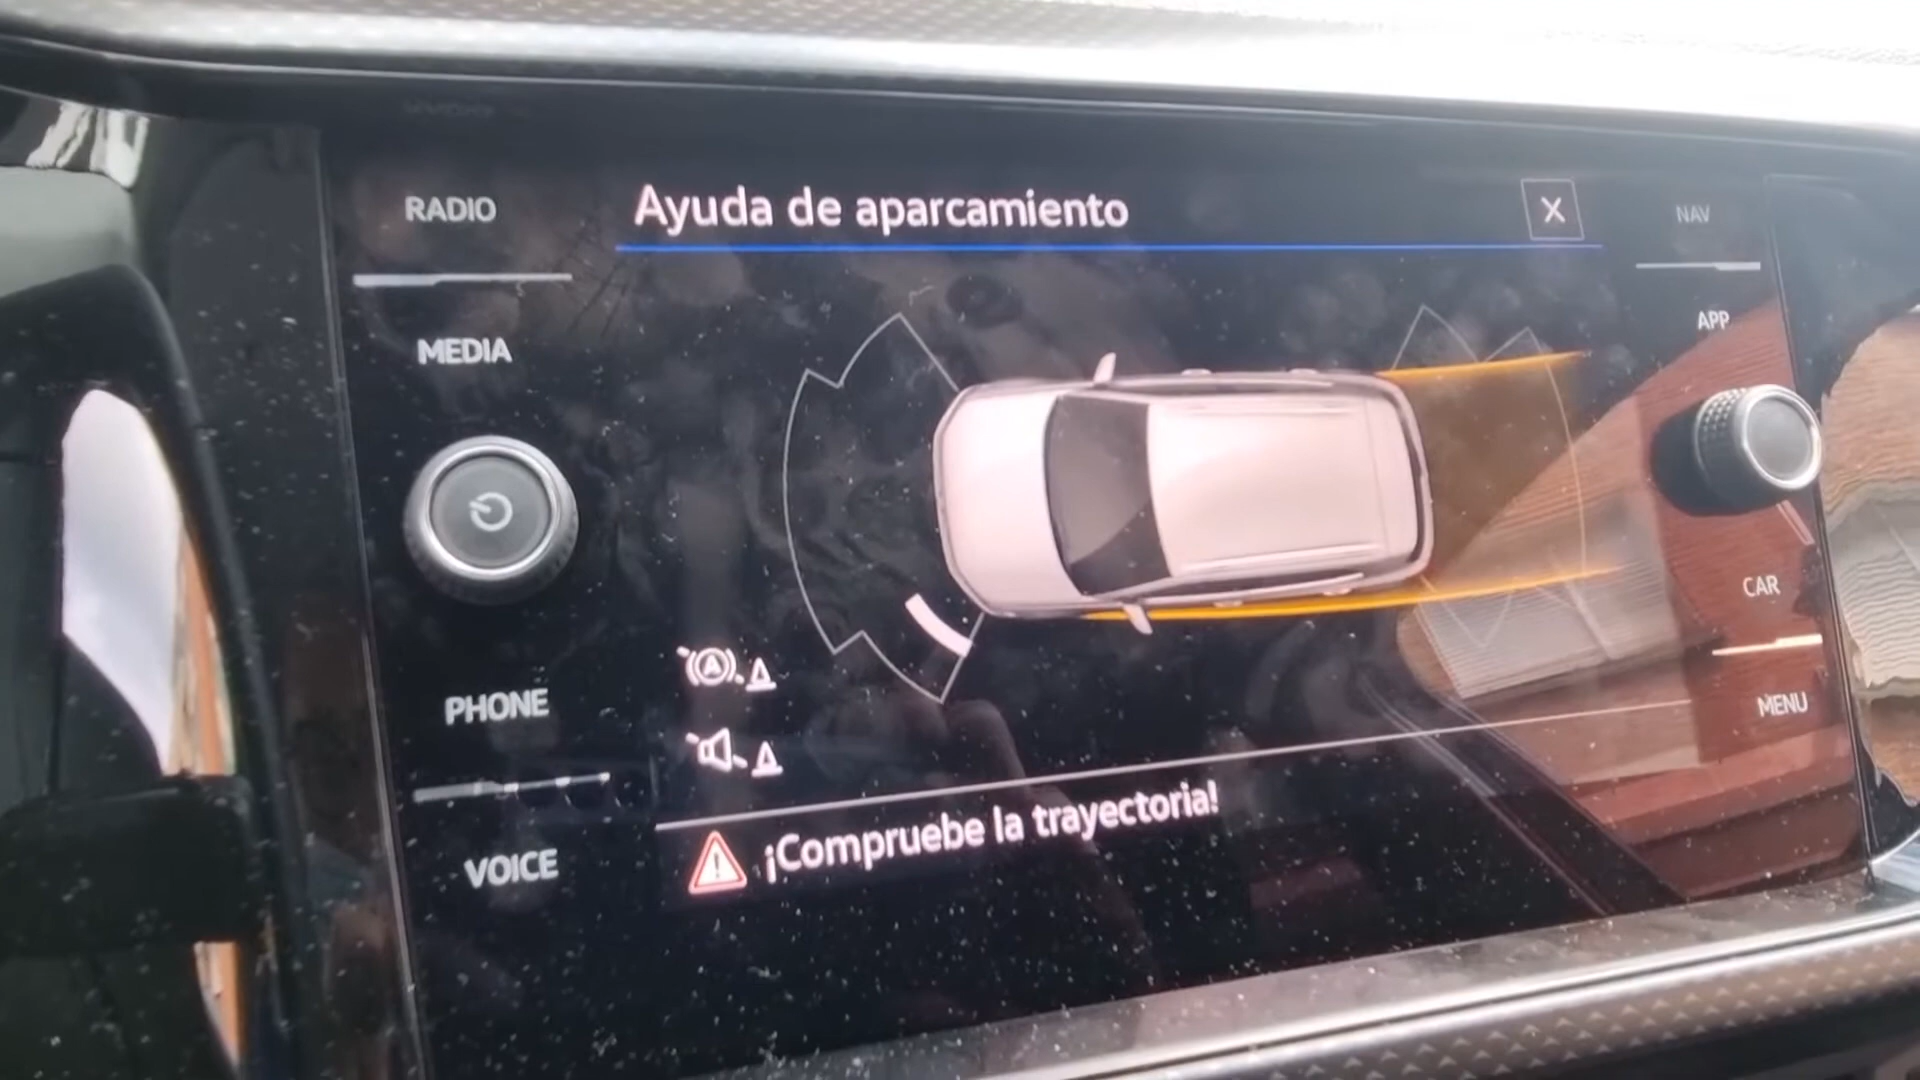 RADIO
MEDIA
PHONE
VOICE
Ayuda de aparcamiento
X
A
¡Compruebe la trayectoria!
NAV
APP
CAR
MENU